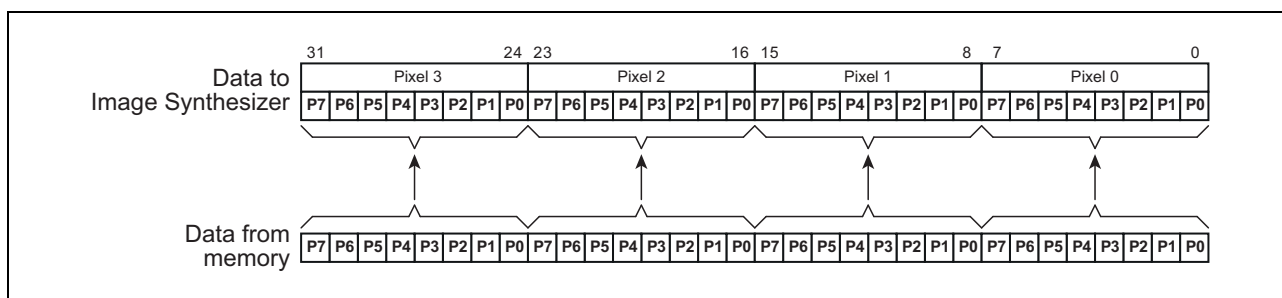 31 24 23 16 15 8 7 0
Data to Image Synthesizer
Pixel 3 Pixel 2 Pixel 1 Pixel 0
P7 P6 P5 P4 P3 P2 P1 P0 P7 P6 P5 P4 P3 P2 P1 P0 P7 P6 P5 P4 P3 P2 P1 P0 P7 P6 P5 P4 P3 P2 P1 P0
Data from
memory
P7 P6 P5 P4 P3 P2 P1 P0 P7 P6 P5 P4 P3 P2 P1 P0 P7 P6 P5 P4 P3 P2 P1 P0 P7 P6 P5 P4 P3 P2 P1 P0